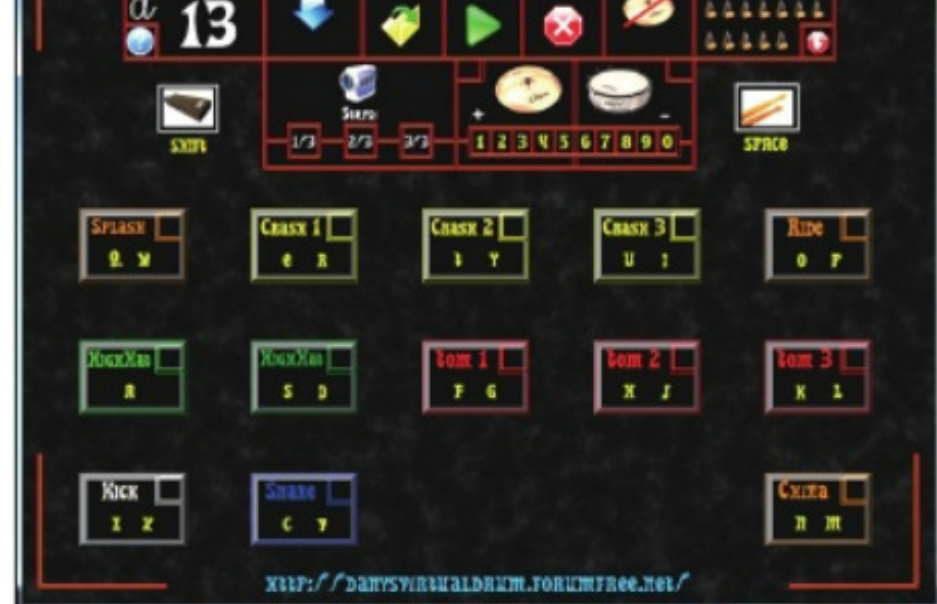 a 13
Shift
Space
1/3 2/3 3/3
+ -
1 2 3 4 5 6 7 8 9 0
Splash
Q W
Crash 1
E R
Crash 2
T Y
Crash 3
U I
Ride
O P
A
S D
Tom 1
F G
Tom 2
H J
Tom 3
K L
Kick
Z X
Snare
C V
China
N M
http://danysvirtualdrum.forumfree.net/